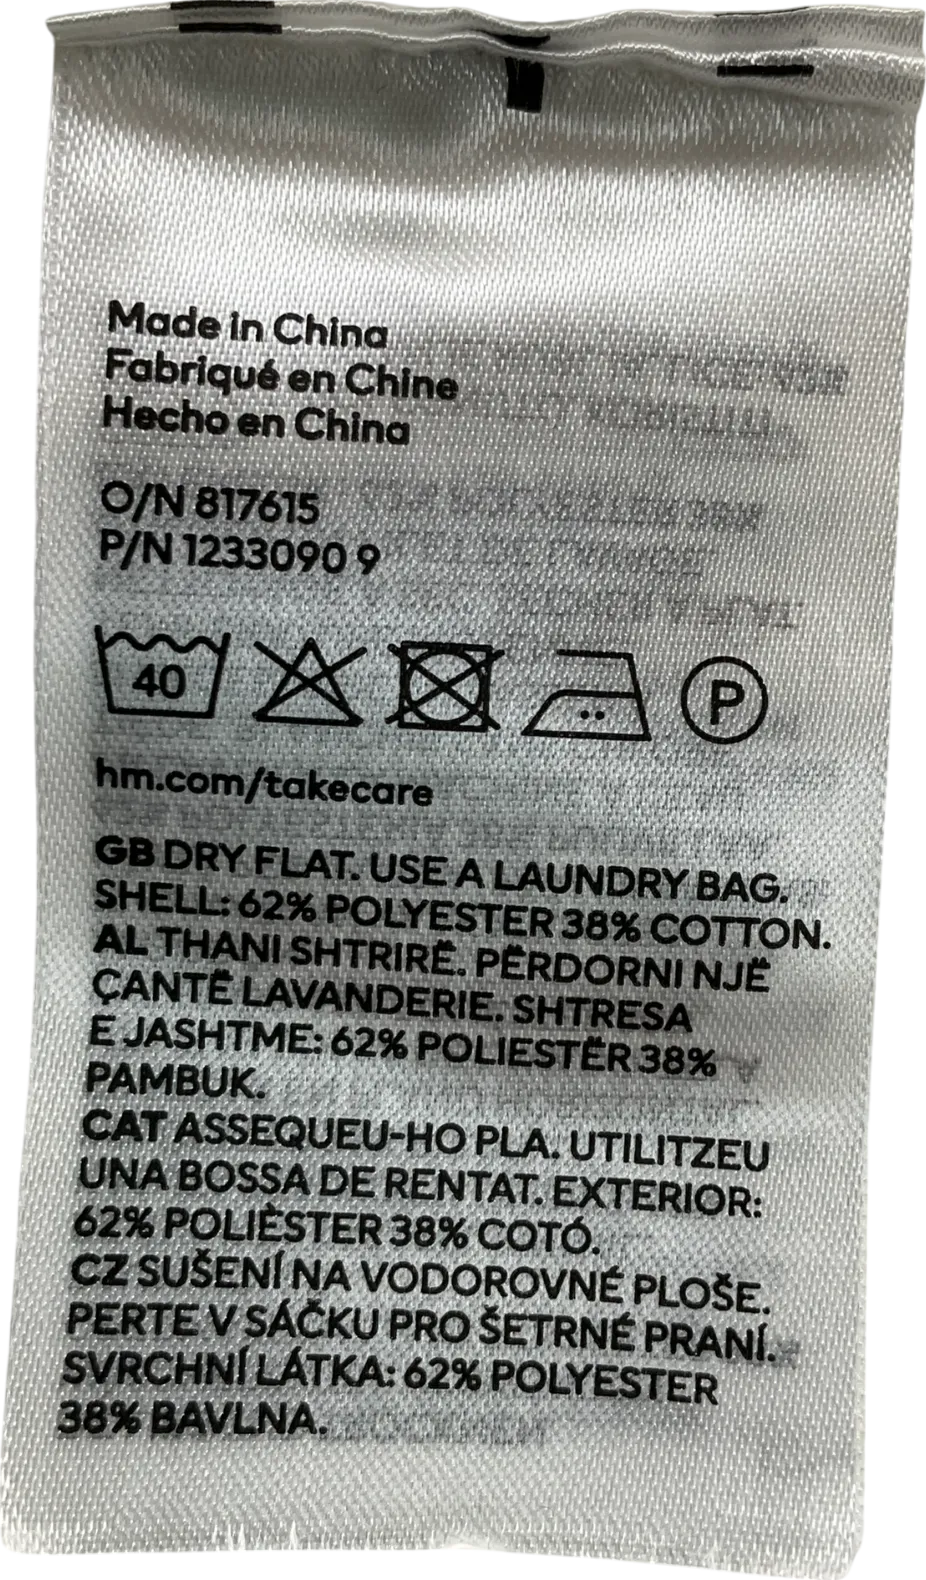 Made in China
Fabriqué en Chine
Hecho en China
O/N 817615
P/N 1233090 9
40
P
hm.com/takecare
GB DRY FLAT. USE A LAUNDRY BAG.
SHELL: 62% POLYESTER 38% COTTON.
AL THANI SHTRIRË. PËRDORNI NJË
ÇANTË LAVANDERIE. SHTRESA
E JASHTME: 62% POLIESTËR 38%
PAMBUK.
CAT ASSEQUEU-HO PLA. UTILITZEU
UNA BOSSA DE RENTAT. EXTERIOR:
62% POLIÈSTER 38% COTÓ.
CZ SUŠENÍ NA VODOROVNÉ PLOŠE.
PERTE V SÁČKU PRO ŠETRNÉ PRANÍ.
SVRCHNÍ LÁTKA: 62% POLYESTER
38% BAVLNA.